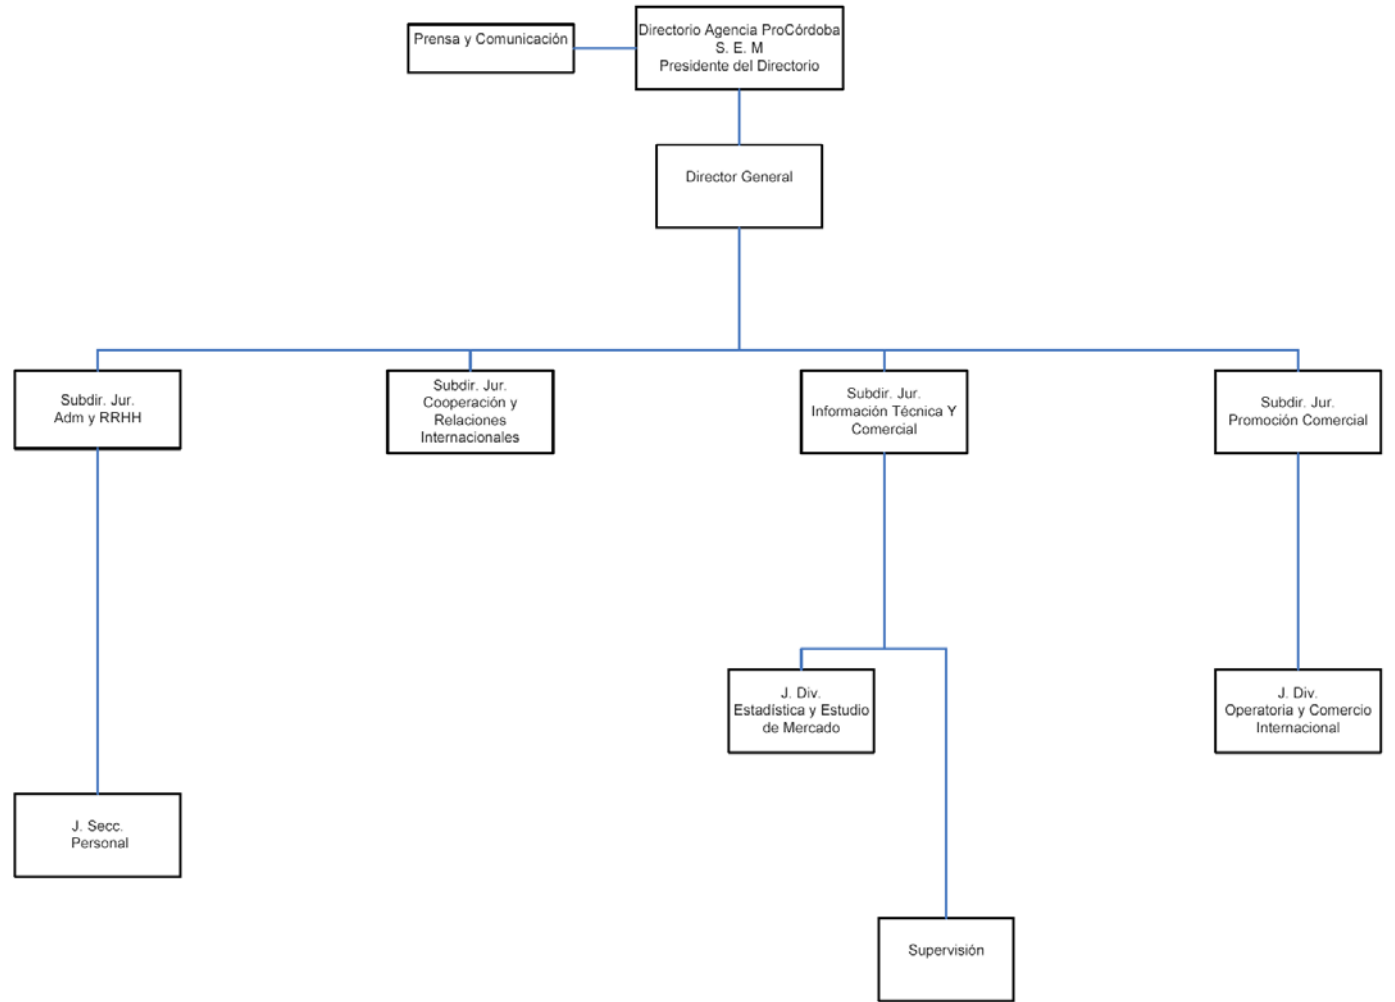 Prensa y Comunicación
Directorio Agencia ProCórdoba
S. E. M
Presidente del Directorio
Director General
Subdir. Jur.
Adm y RRHH
Subdir. Jur.
Cooperación y
Relaciones
Internacionales
Subdir. Jur.
Información Técnica Y
Comercial
Subdir. Jur.
Promoción Comercial
J. Div.
Estadística y Estudio
de Mercado
J. Div.
Operatoria y Comercio
Internacional
J. Secc.
Personal
Supervisión